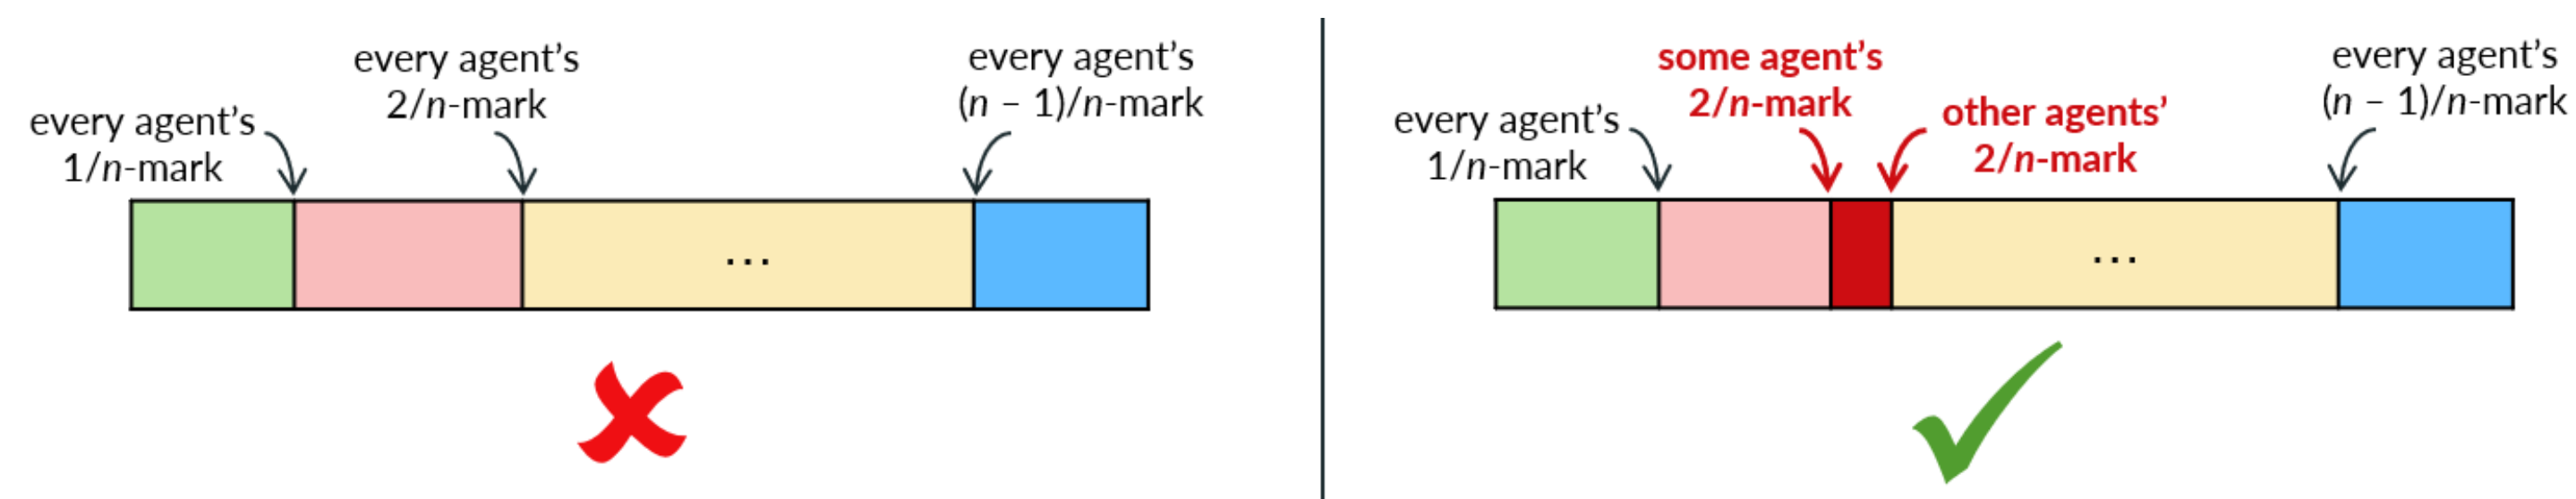 every agent’s
1/n-mark
every agent’s
2/n-mark
every agent’s
(n – 1)/n-mark
...
every agent’s
1/n-mark
some agent’s
2/n-mark
other agents’
2/n-mark
every agent’s
(n – 1)/n-mark
...